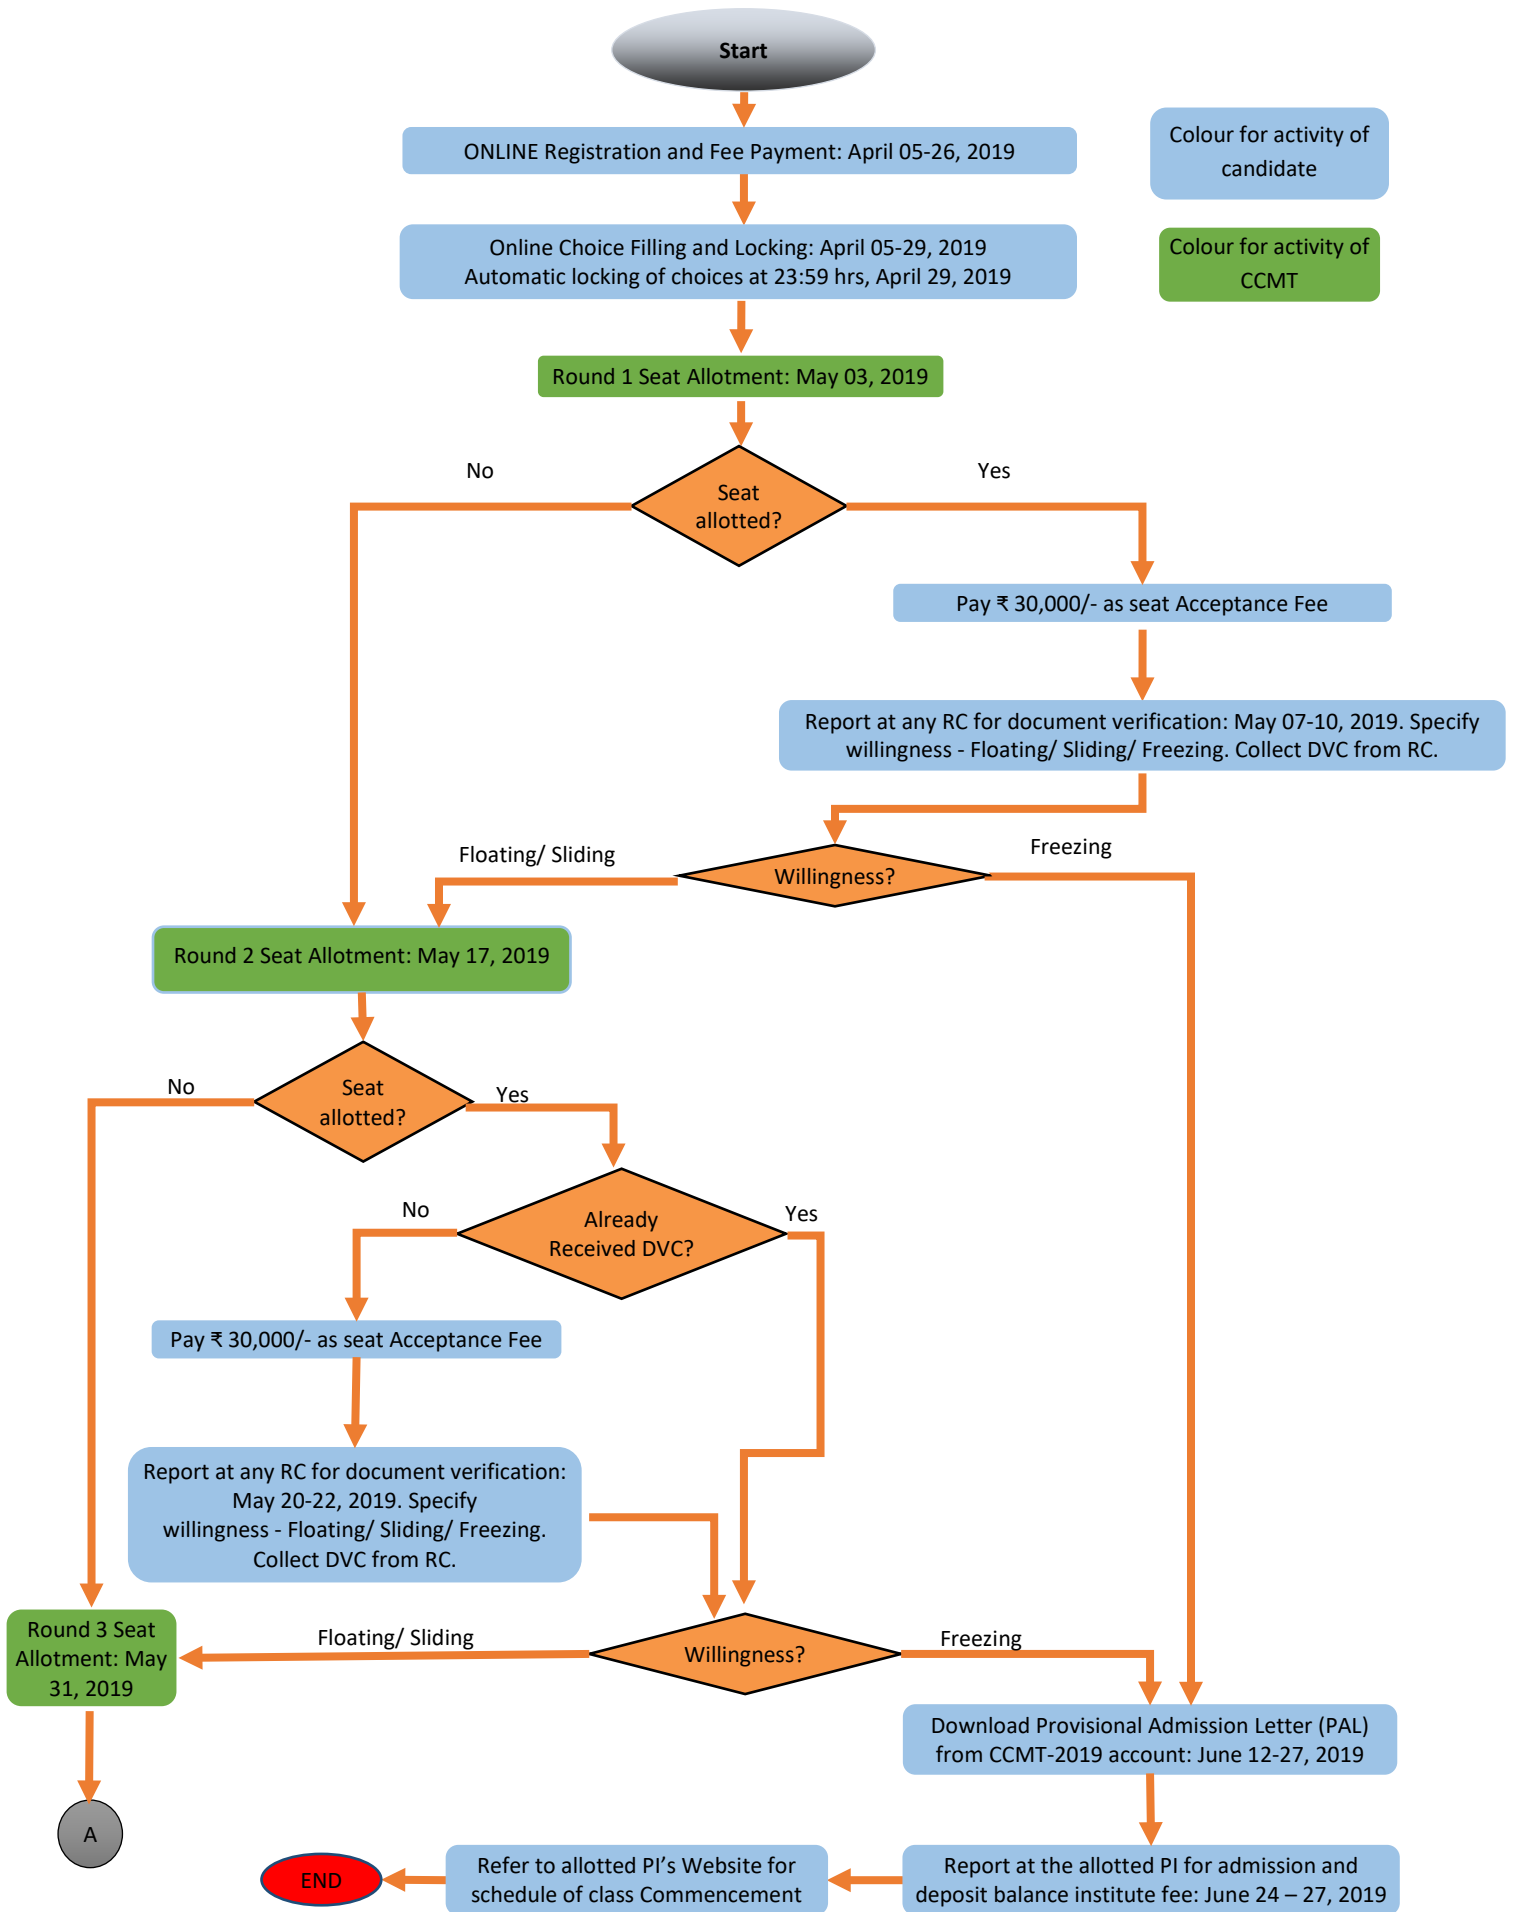 Start
ONLINE Registration and Fee Payment: April 05-26, 2019
Colour for activity of
candidate
Online Choice Filling and Locking: April 05-29, 2019
Automatic locking of choices at 23:59 hrs, April 29, 2019
Colour for activity of
CCMT
Round 1 Seat Allotment: May 03, 2019
No
Yes
Seat
allotted?
Pay ₹ 30,000/- as seat Acceptance Fee
Report at any RC for document verification: May 07-10, 2019. Specify
willingness - Floating/ Sliding/ Freezing. Collect DVC from RC.
Floating/ Sliding
Freezing
Willingness?
Round 2 Seat Allotment: May 17, 2019
No
Seat
allotted?
Yes
No
Already
Received DVC?
Yes
Pay ₹ 30,000/- as seat Acceptance Fee
Report at any RC for document verification:
May 20-22, 2019. Specify
willingness - Floating/ Sliding/ Freezing.
Collect DVC from RC.
Round 3 Seat
Allotment: May
31, 2019
Floating/ Sliding
Willingness?
Freezing
Download Provisional Admission Letter (PAL)
from CCMT-2019 account: June 12-27, 2019
A
END
Refer to allotted PI’s Website for
schedule of class Commencement
Report at the allotted PI for admission and
deposit balance institute fee: June 24 – 27, 2019